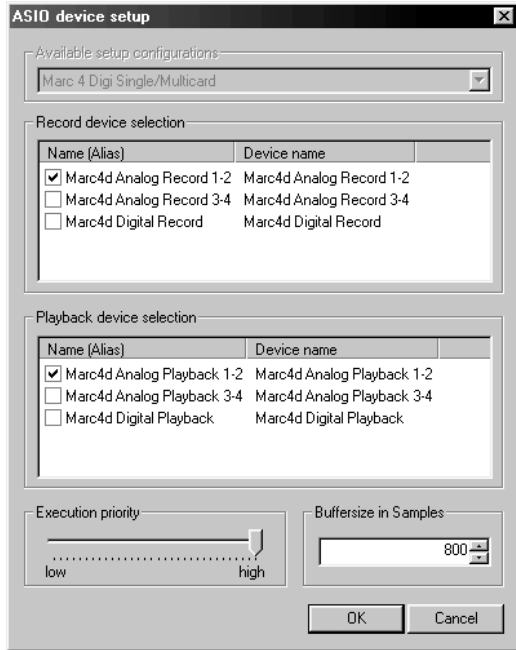 ASIO device setup
Available setup configurations
Marc 4 Digi Single/Multicard
Record device selection
Name (Alias) Device name
Marc4d Analog Record 1-2 Marc4d Analog Record 1-2
Marc4d Analog Record 3-4 Marc4d Analog Record 3-4
Marc4d Digital Record Marc4d Digital Record
Playback device selection
Name (Alias) Device name
Marc4d Analog Playback 1-2 Marc4d Analog Playback 1-2
Marc4d Analog Playback 3-4 Marc4d Analog Playback 3-4
Marc4d Digital Playback Marc4d Digital Playback
Execution priority Buffersize in Samples
800
low high
OK Cancel